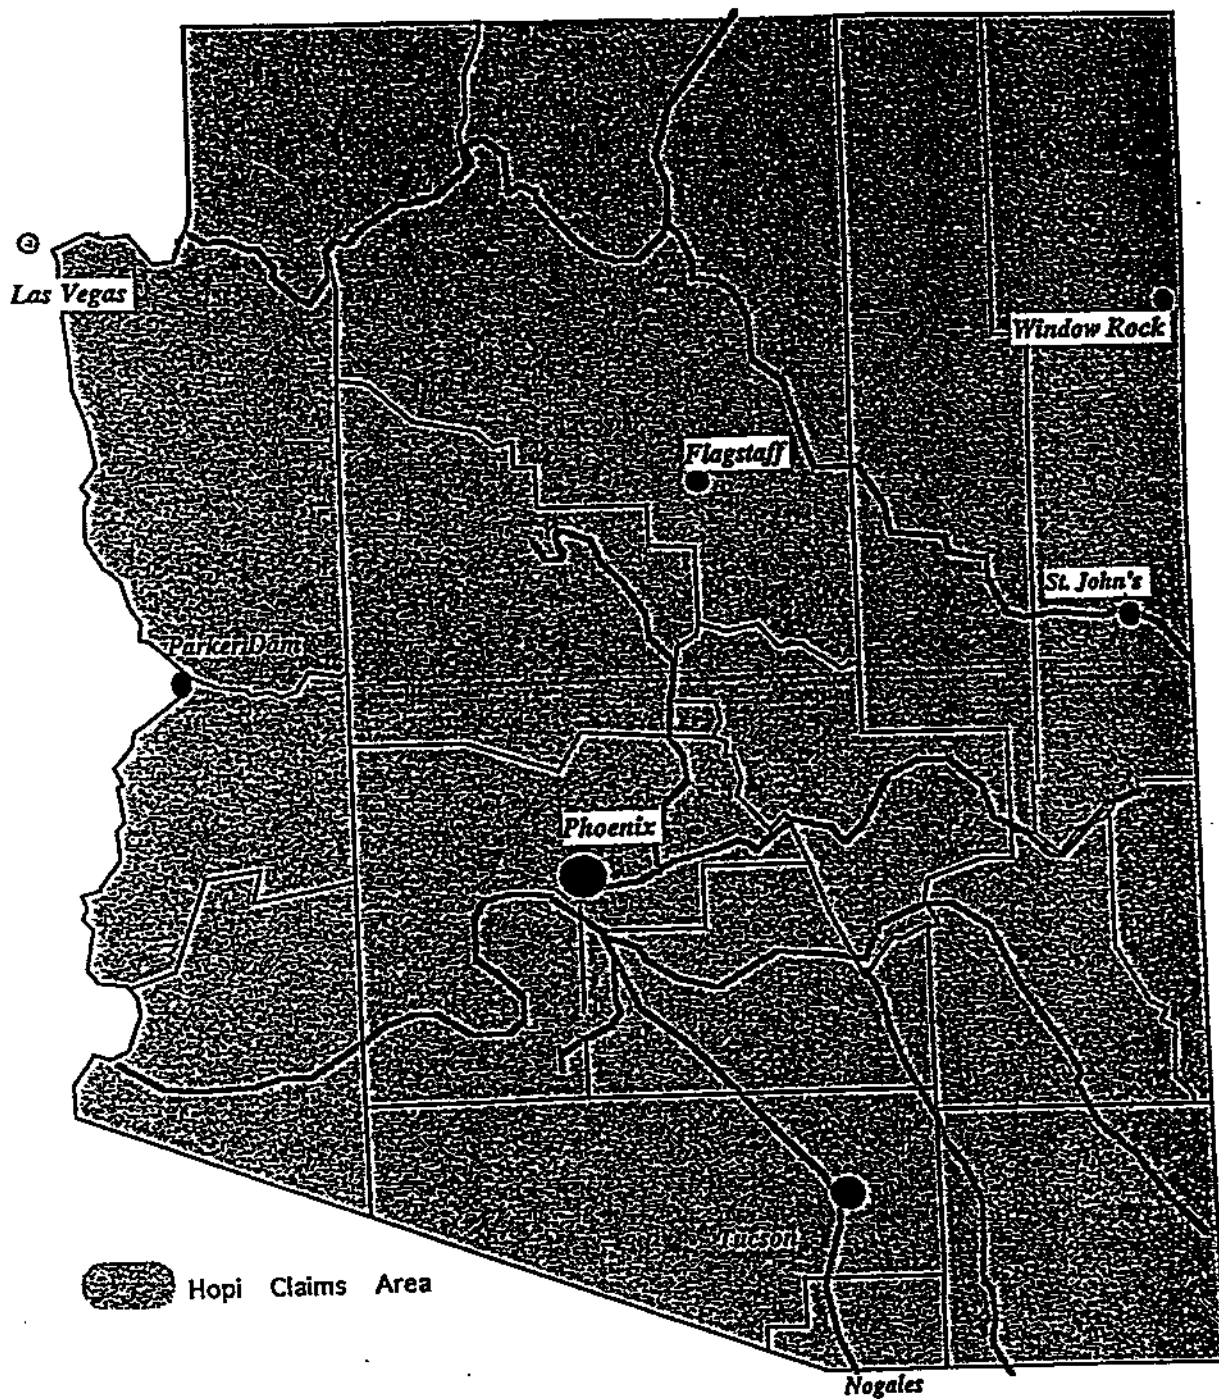 Las Vegas
Window Rock
Flagstaff
St. John's
Parker Dam
Phoenix
Tucson
Hopi Claims Area
Nogales